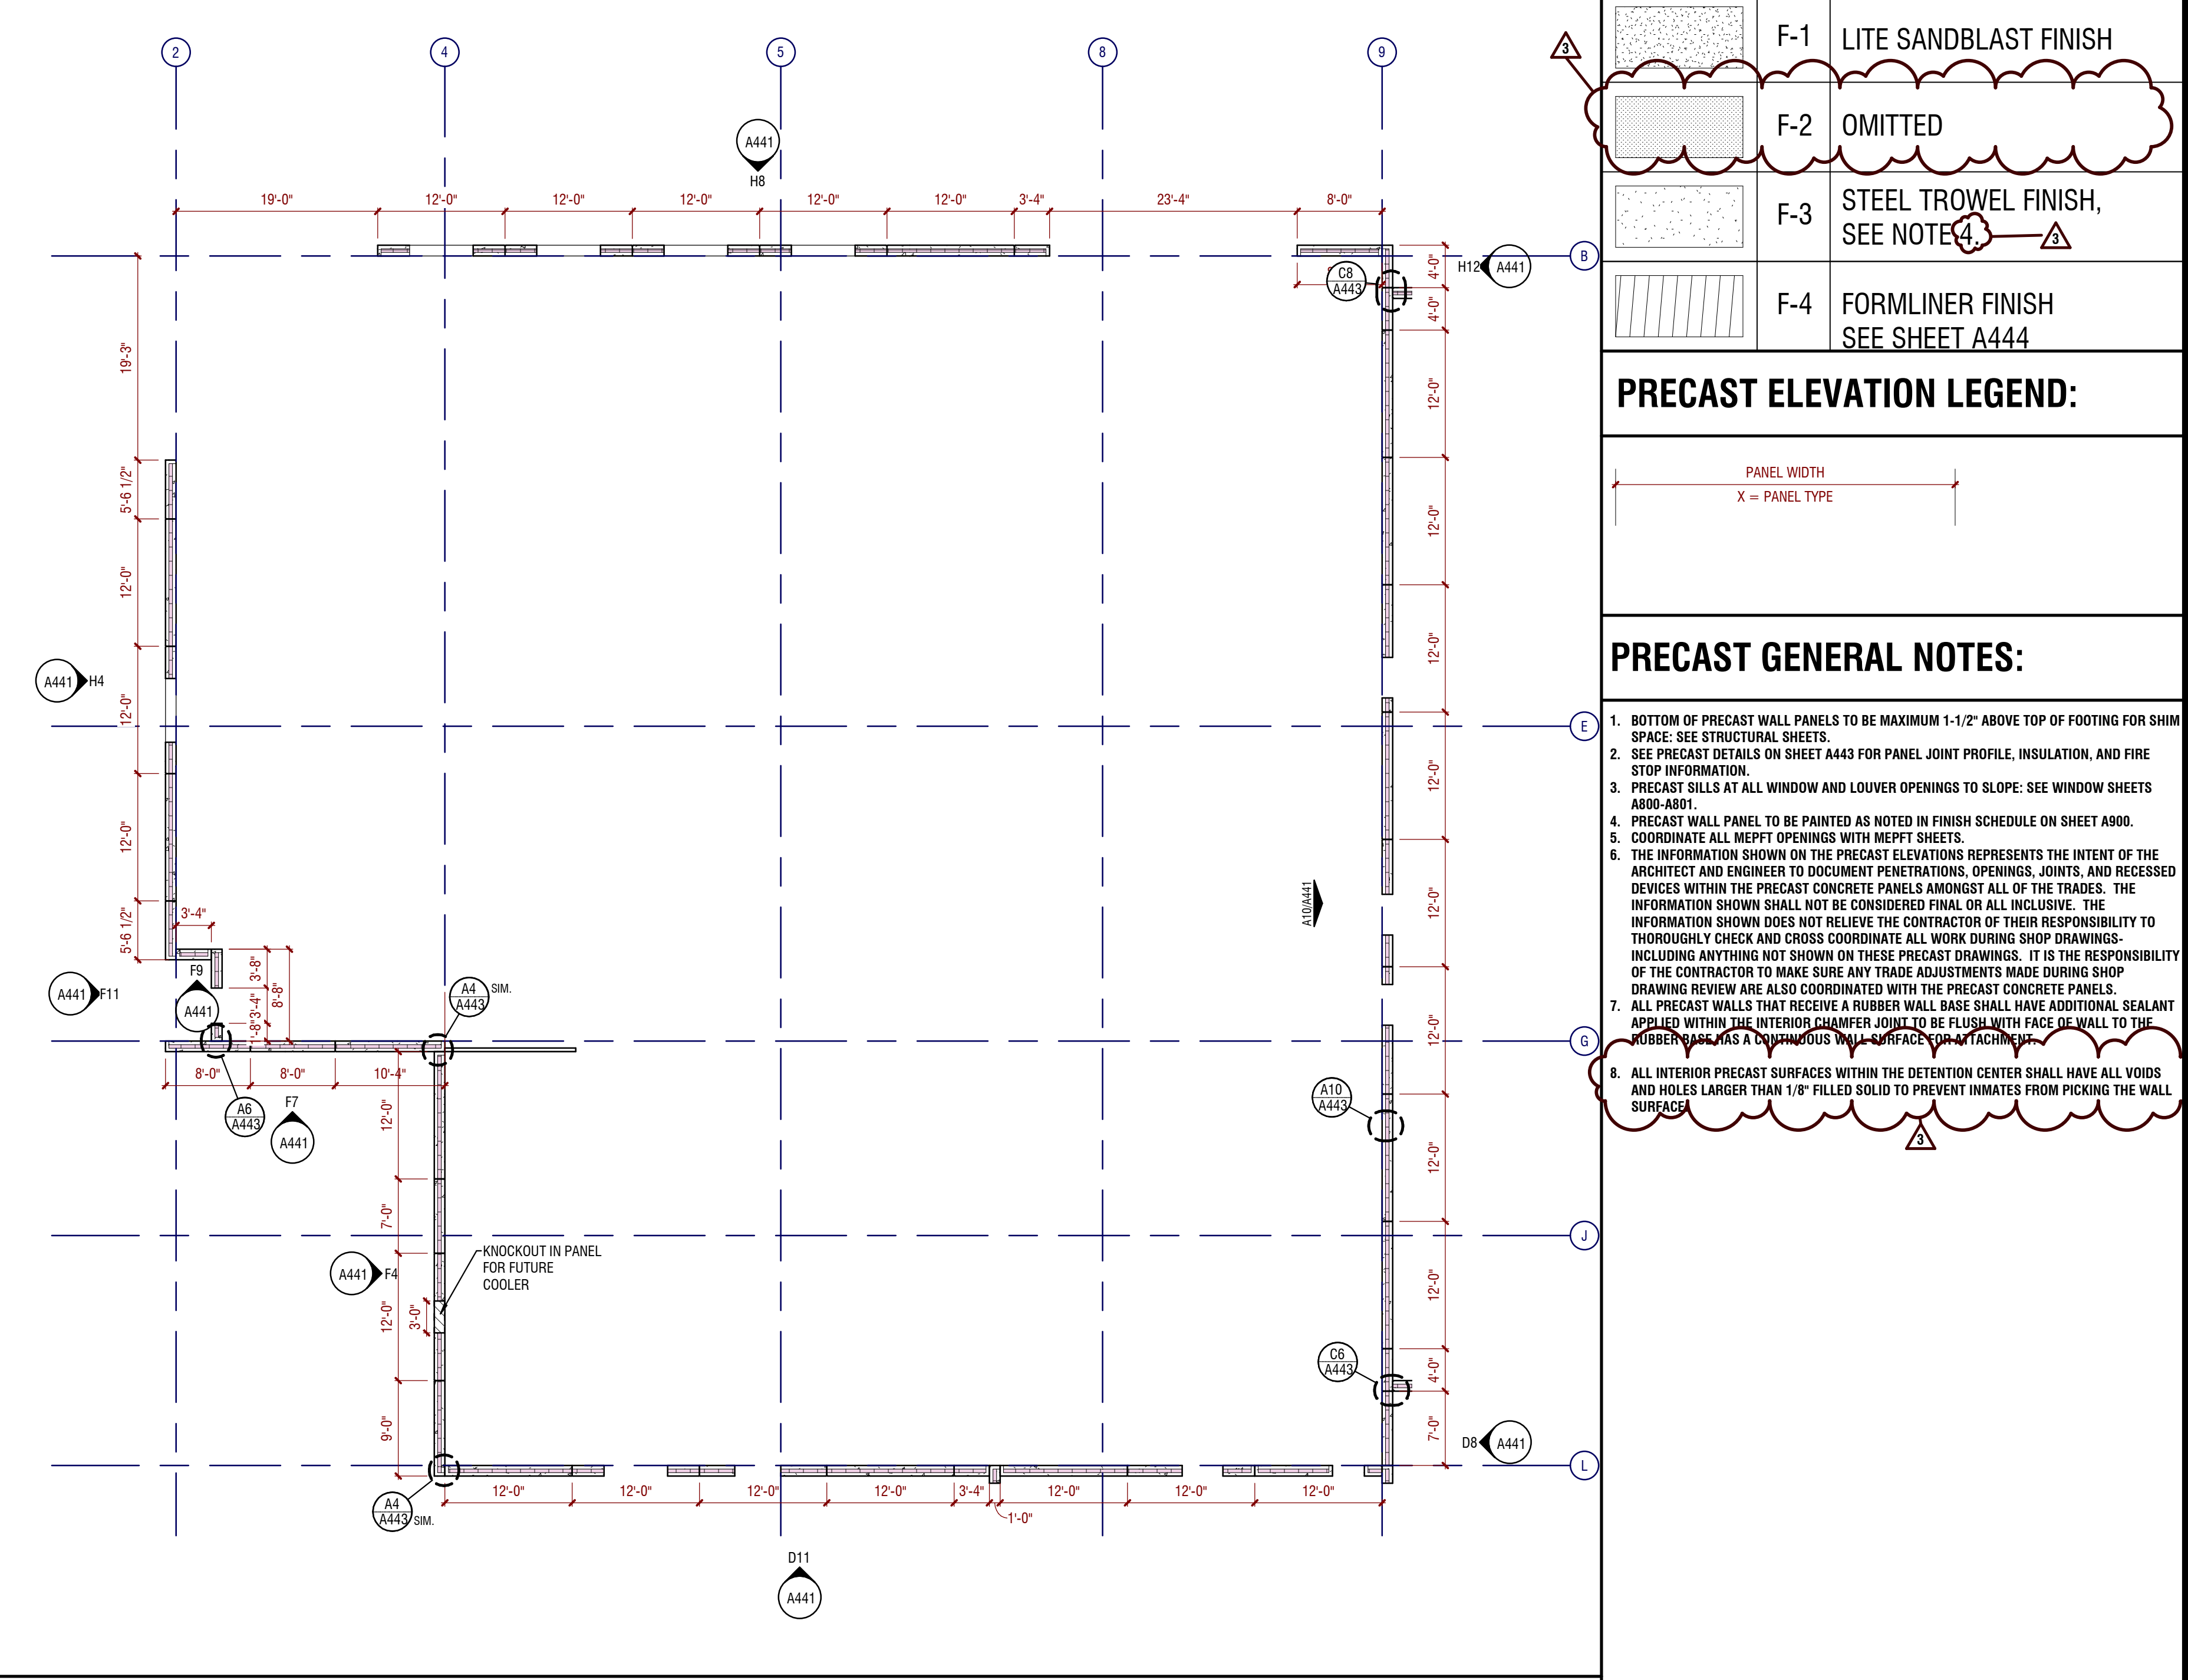 2
4
5
8
9
A441
H8
19'-0"
12'-0"
12'-0"
12'-0"
12'-0"
12'-0"
3'-4"
23'-4"
8'-0"
B
H12
A441
C8
A443
4'-0"
4'-0"
19'-3"
12'-0"
5'-6 1/2"
12'-0"
12'-0"
12'-0"
A441
H4
12'-0"
E
12'-0"
12'-0"
12'-0"
A10/A441
5'-6 1/2"
3'-4"
F9
A441
A441
F11
3'-8"
3'-4"
1'-8"
8'-8"
A4
A443
SIM.
12'-0"
G
8'-0"
8'-0"
10'-4"
A6
A443
F7
A441
12'-0"
A10
A443
12'-0"
7'-0"
J
KNOCKOUT IN PANEL
FOR FUTURE
COOLER
A441
F4
12'-0"
3'-0"
12'-0"
C6
A443
4'-0"
9'-0"
7'-0"
D8
A441
L
A4
A443
SIM.
12'-0"
12'-0"
12'-0"
12'-0"
3'-4"
1'-0"
12'-0"
12'-0"
12'-0"
D11
A441
F-1
LITE SANDBLAST FINISH
3
F-2
OMITTED
F-3
STEEL TROWEL FINISH,
SEE NOTE 4.
3
F-4
FORMLINER FINISH
SEE SHEET A444
PRECAST ELEVATION LEGEND:
PANEL WIDTH
X = PANEL TYPE
PRECAST GENERAL NOTES:
1. BOTTOM OF PRECAST WALL PANELS TO BE MAXIMUM 1-1/2" ABOVE TOP OF FOOTING FOR SHIM
SPACE: SEE STRUCTURAL SHEETS.
2. SEE PRECAST DETAILS ON SHEET A443 FOR PANEL JOINT PROFILE, INSULATION, AND FIRE
STOP INFORMATION.
3. PRECAST SILLS AT ALL WINDOW AND LOUVER OPENINGS TO SLOPE: SEE WINDOW SHEETS
A800-A801.
4. PRECAST WALL PANEL TO BE PAINTED AS NOTED IN FINISH SCHEDULE ON SHEET A900.
5. COORDINATE ALL MEPFT OPENINGS WITH MEPFT SHEETS.
6. THE INFORMATION SHOWN ON THE PRECAST ELEVATIONS REPRESENTS THE INTENT OF THE
ARCHITECT AND ENGINEER TO DOCUMENT PENETRATIONS, OPENINGS, JOINTS, AND RECESSED
DEVICES WITHIN THE PRECAST CONCRETE PANELS AMONGST ALL OF THE TRADES. THE
INFORMATION SHOWN SHALL NOT BE CONSIDERED FINAL OR ALL INCLUSIVE. THE
INFORMATION SHOWN DOES NOT RELIEVE THE CONTRACTOR OF THEIR RESPONSIBILITY TO
THOROUGHLY CHECK AND CROSS COORDINATE ALL WORK DURING SHOP DRAWINGS-
INCLUDING ANYTHING NOT SHOWN ON THESE PRECAST DRAWINGS. IT IS THE RESPONSIBILITY
OF THE CONTRACTOR TO MAKE SURE ANY TRADE ADJUSTMENTS MADE DURING SHOP
DRAWING REVIEW ARE ALSO COORDINATED WITH THE PRECAST CONCRETE PANELS.
7. ALL PRECAST WALLS THAT RECEIVE A RUBBER WALL BASE SHALL HAVE ADDITIONAL SEALANT
APPLIED WITHIN THE INTERIOR CHAMFER JOINT TO BE FLUSH WITH FACE OF WALL TO THE
RUBBER BASE HAS A CONTINUOUS WALL SURFACE FOR ATTACHMENT.
8. ALL INTERIOR PRECAST SURFACES WITHIN THE DETENTION CENTER SHALL HAVE ALL VOIDS
AND HOLES LARGER THAN 1/8" FILLED SOLID TO PREVENT INMATES FROM PICKING THE WALL
SURFACE
3